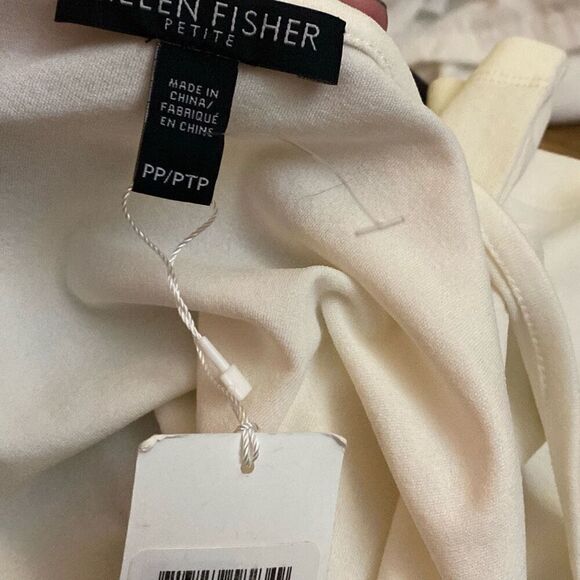 FISHER
PETITE
MADE IN
CHINA/
FABRIQUÉ
EN CHINE
PP/PTP